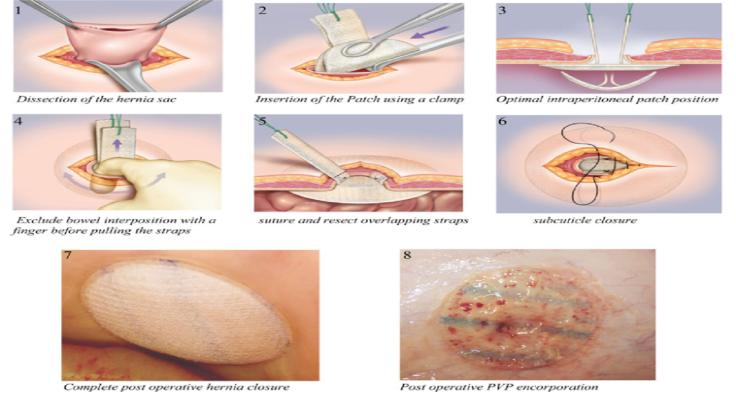 1
Dissection of the hernia sac
2
Insertion of the Patch using a clamp
3
Optimal intraperitoneal patch position
4
Exclude bowel interposition with a
finger before pulling the straps
5
suture and resect overlapping straps
6
subcuticle closure
7
Complete post operative hernia closure
8
Post operative PVP encorporation